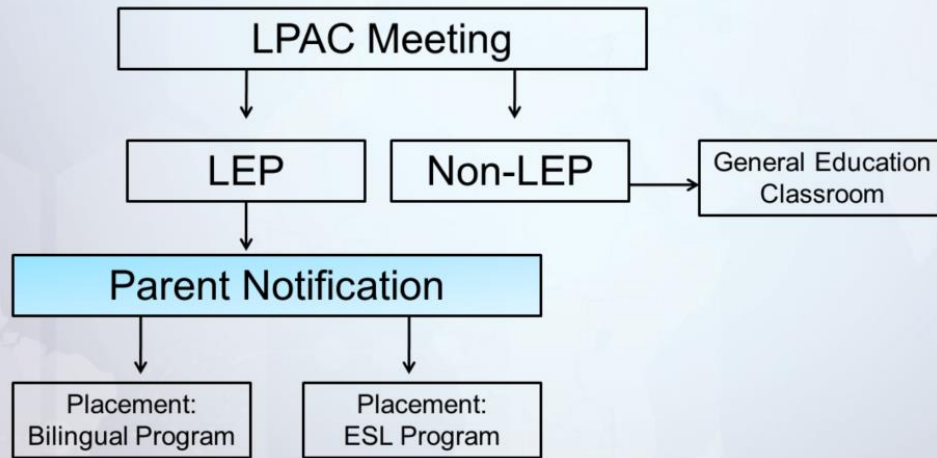 LPAC Meeting
LEP
Non-LEP
General Education
Classroom
Parent Notification
Placement:
Bilingual Program
Placement:
ESL Program